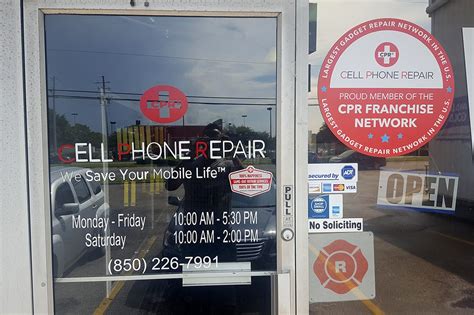 CPR
CELL PHONE REPAIR
We Save Your Mobile Life™
100% HAPPINESS
Monday - Friday 10:00 AM - 5:30 PM
Saturday 10:00 AM - 2:00 PM
(850) 226-7991
PULL
LARGEST GADGET REPAIR NETWORK IN THE U.S.
CPR
CELL PHONE REPAIR
PROUD MEMBER OF THE
CPR FRANCHISE
NETWORK
LARGEST GADGET REPAIR NETWORK IN THE U.S.
secured by ADT
OPEN
No Soliciting
R